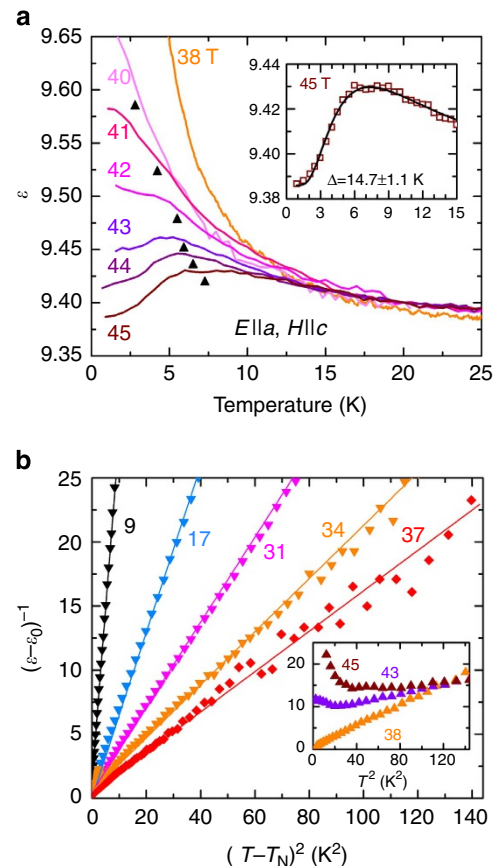 a
9.65
9.60
9.55
9.50
9.45
9.40
9.35
ε
40
41
42
43
44
45
38 T
9.43
9.42
9.40
9.38
45 T
Δ=14.7±1.1 K
0 3 6 9 12 15
E||a, H||c
0 5 10 15 20 25
Temperature (K)
b
25
20
15
10
5
0
(ε–ε0)⁻¹
9
17
31
34
37
20
10
0
45
43
38
0 40 80 120
T² (K²)
0 20 40 60 80 100 120 140
( T–TN)² (K²)